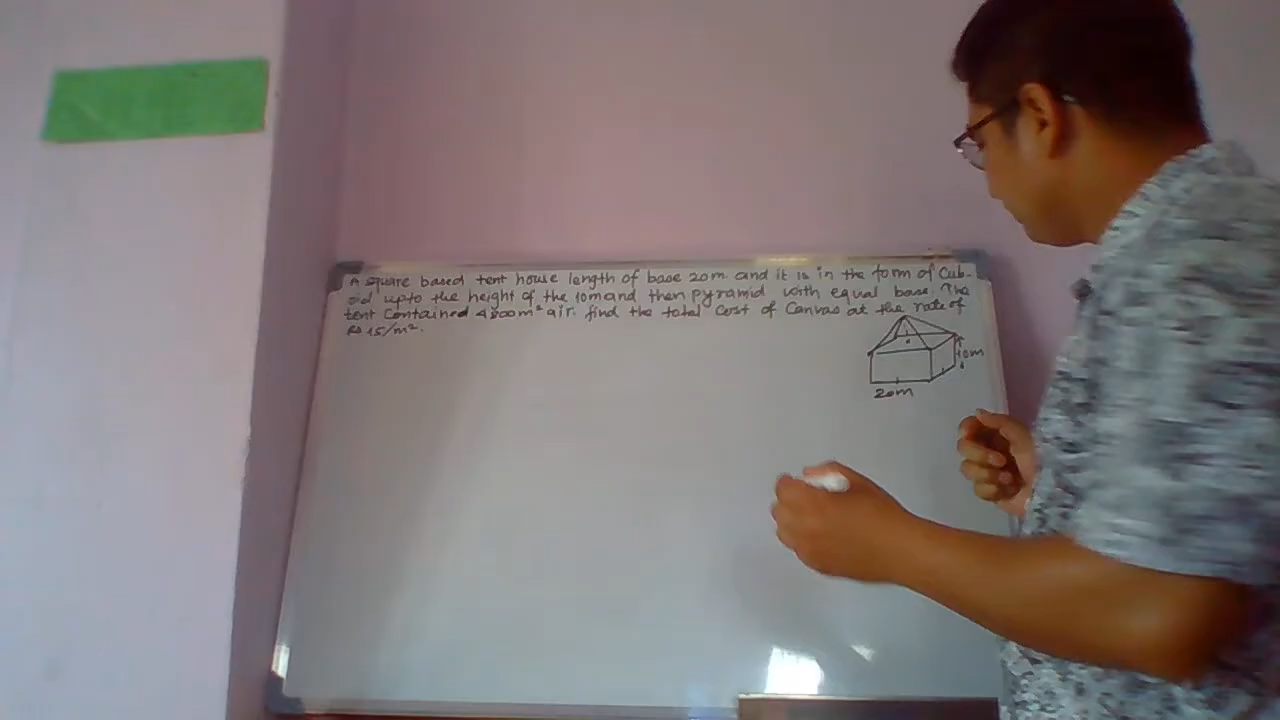 A square based tent house length of base 20m and it is in the form of Cub-
oid upto the height of the 10m and then pyramid with equal base. The
tent contained 4800m² air. find the total cost of Canvas at the rate of
Rs 15/m².
10m
20m